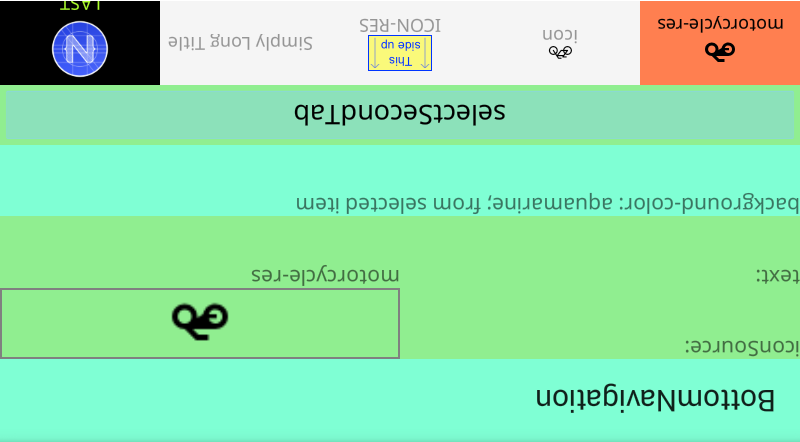 BottomNavigation
iconSource:
text: motorcycle-res
background-color: aquamarine; from selected item
selectSecondTab
motorcycle-res
icon
This
side up
ICON-RES
Simply Long Title
N
LAST